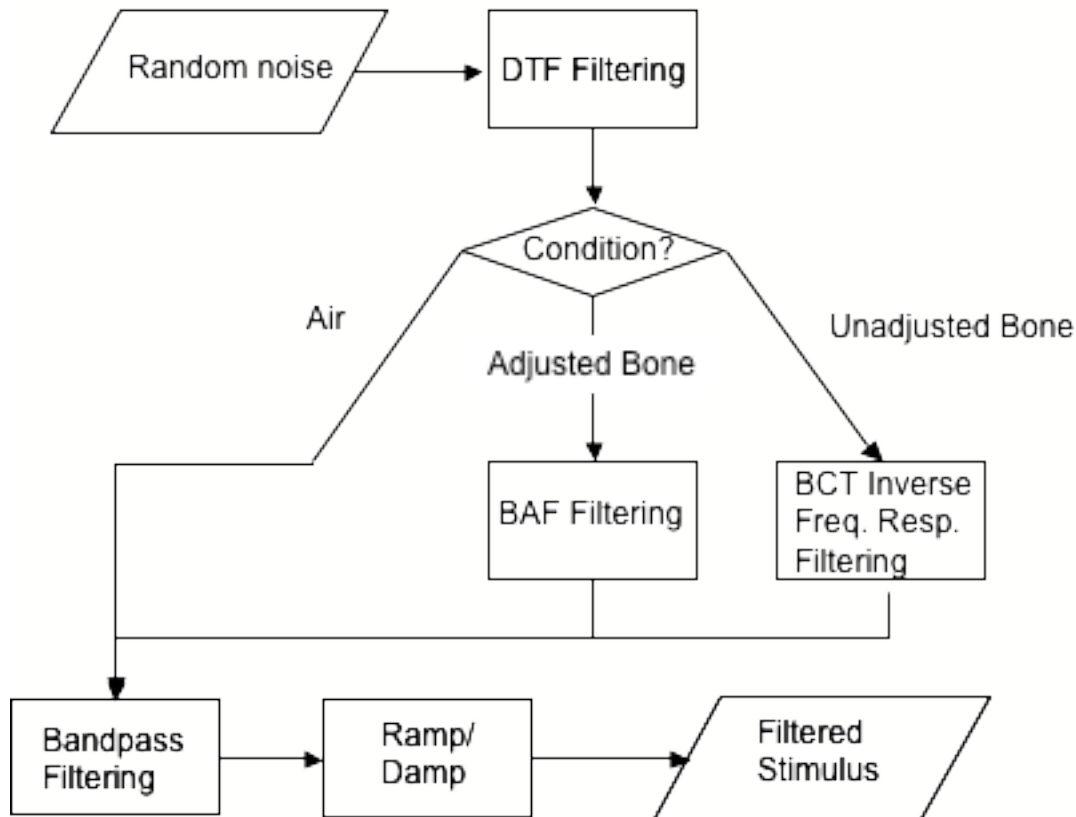 Random noise
DTF Filtering
Condition?
Air
Adjusted Bone
Unadjusted Bone
BAF Filtering
BCT Inverse
Freq. Resp.
Filtering
Bandpass
Filtering
Ramp/
Damp
Filtered
Stimulus